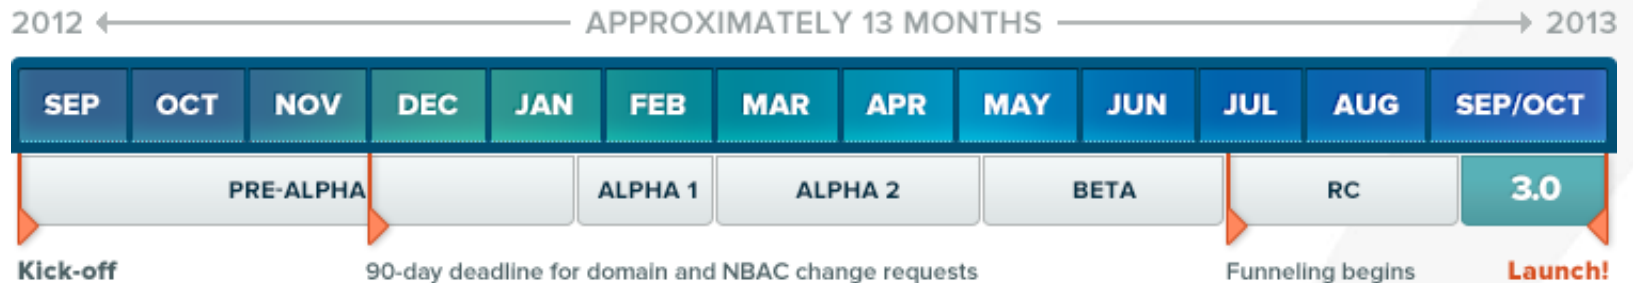 2012 APPROXIMATELY 13 MONTHS 2013
SEP OCT NOV DEC JAN FEB MAR APR MAY JUN JUL AUG SEP/OCT
PRE-ALPHA ALPHA 1 ALPHA 2 BETA RC 3.0
Kick-off 90-day deadline for domain and NBAC change requests Funneling begins Launch!